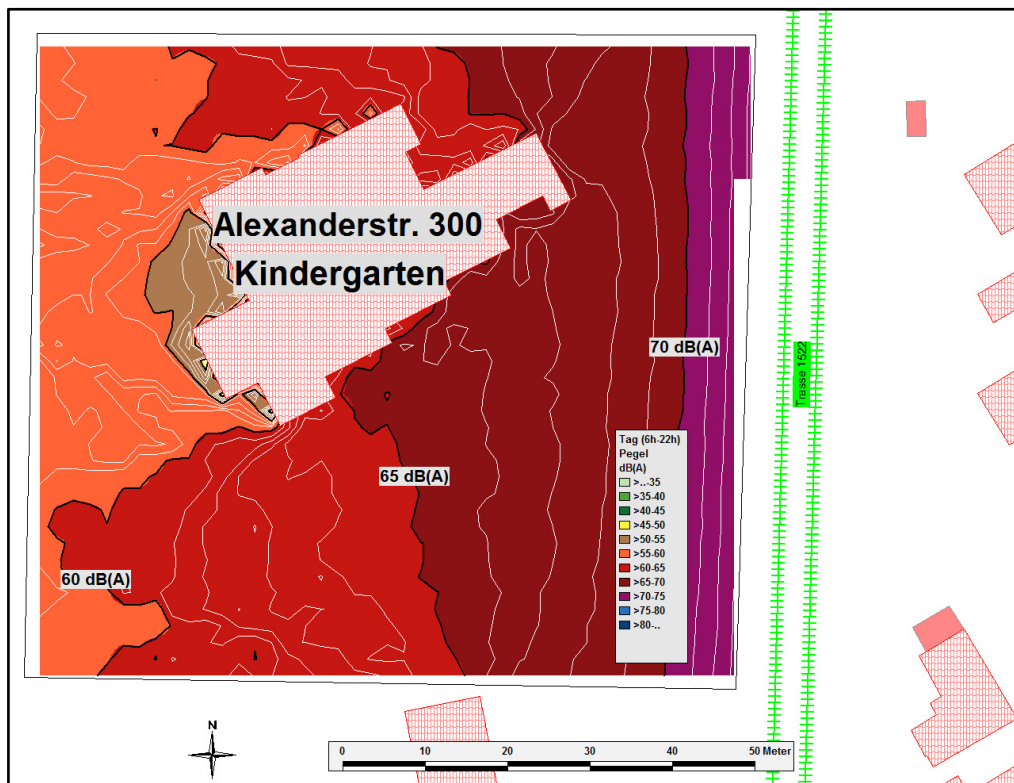 Alexanderstr. 300
Kindergarten
70 dB(A)
Trasse 1522
65 dB(A)
60 dB(A)
Tag (6h-22h)
Pegel
dB(A)
>..-35
>35-40
>40-45
>45-50
>50-55
>55-60
>60-65
>65-70
>70-75
>75-80
>80-..
N
0 10 20 30 40 50 Meter